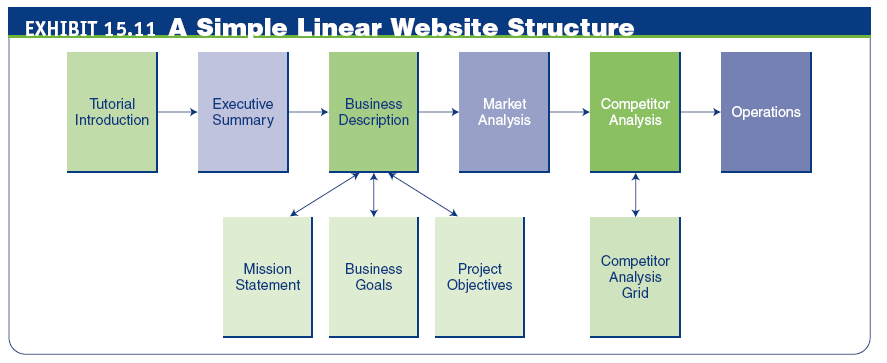 EXHIBIT 15.11 A Simple Linear Website Structure
Tutorial
Introduction
Executive
Summary
Business
Description
Market
Analysis
Competitor
Analysis
Operations
Mission
Statement
Business
Goals
Project
Objectives
Competitor
Analysis
Grid